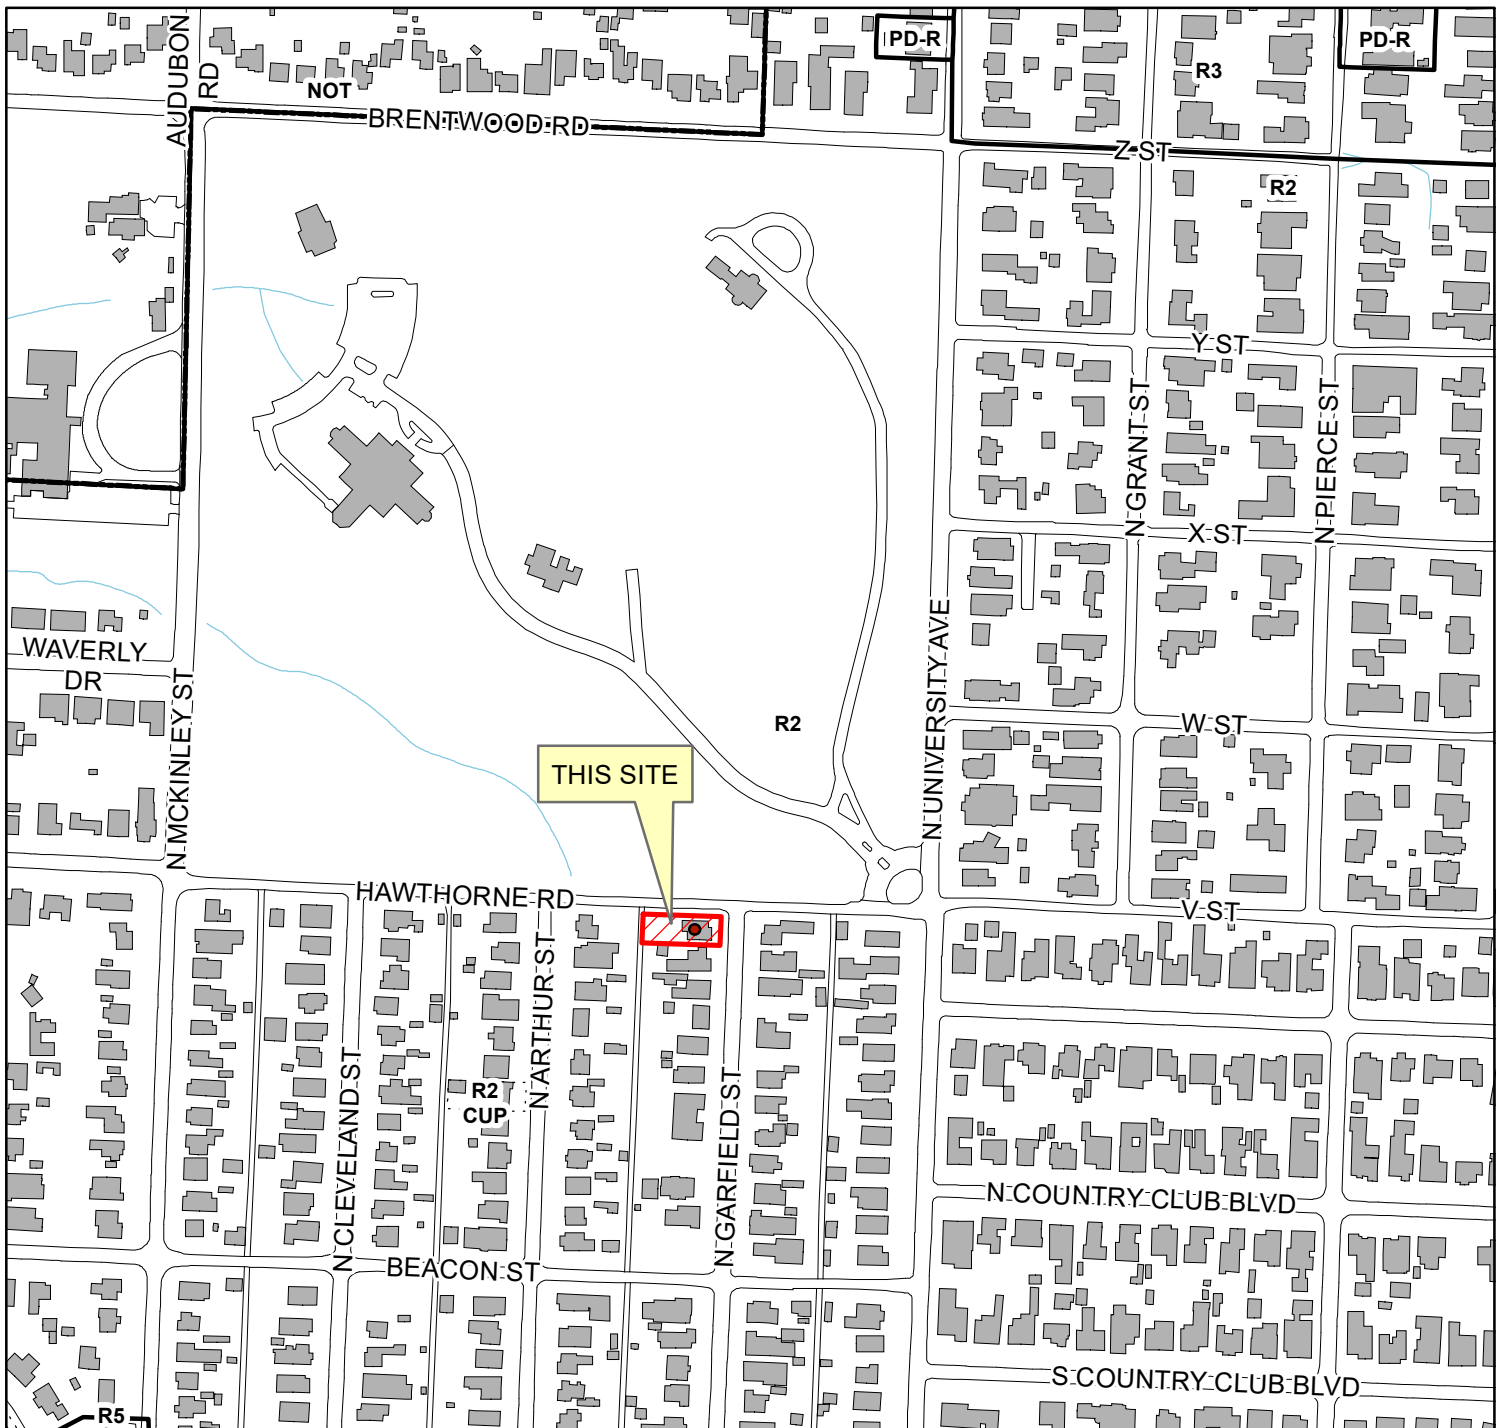 AUDUBON
RD
PD-R
PD-R
R3
NOT
BRENTWOOD RD
Z ST
R2
Y ST
N GRANT ST
N PIERCE ST
X ST
N UNIVERSITY AVE
WAVERLY
DR
N MCKINLEY ST
R2
W ST
THIS SITE
HAWTHORNE RD
V ST
N ARTHUR ST
N CLEVELAND ST
R2
CUP
N GARFIELD ST
N COUNTRY CLUB BLVD
BEACON ST
S COUNTRY CLUB BLVD
R5